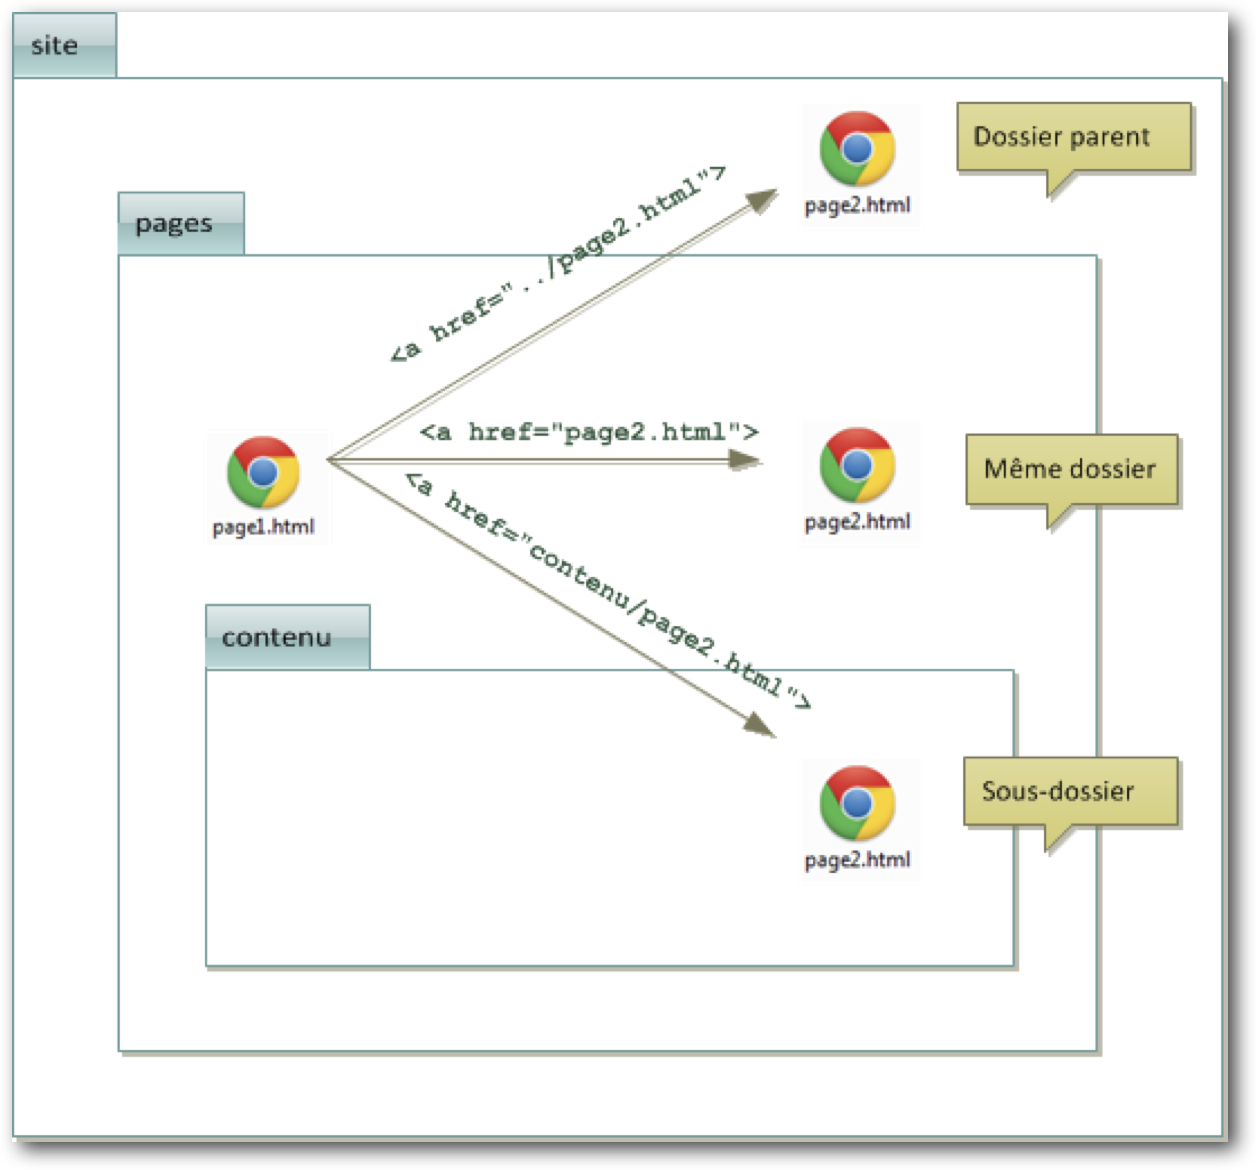 site
Dossier parent
page2.html
pages
<a href="../page2.html">
<a href="page2.html">
Même dossier
page1.html
page2.html
<a href="contenu/page2.html">
contenu
Sous-dossier
page2.html